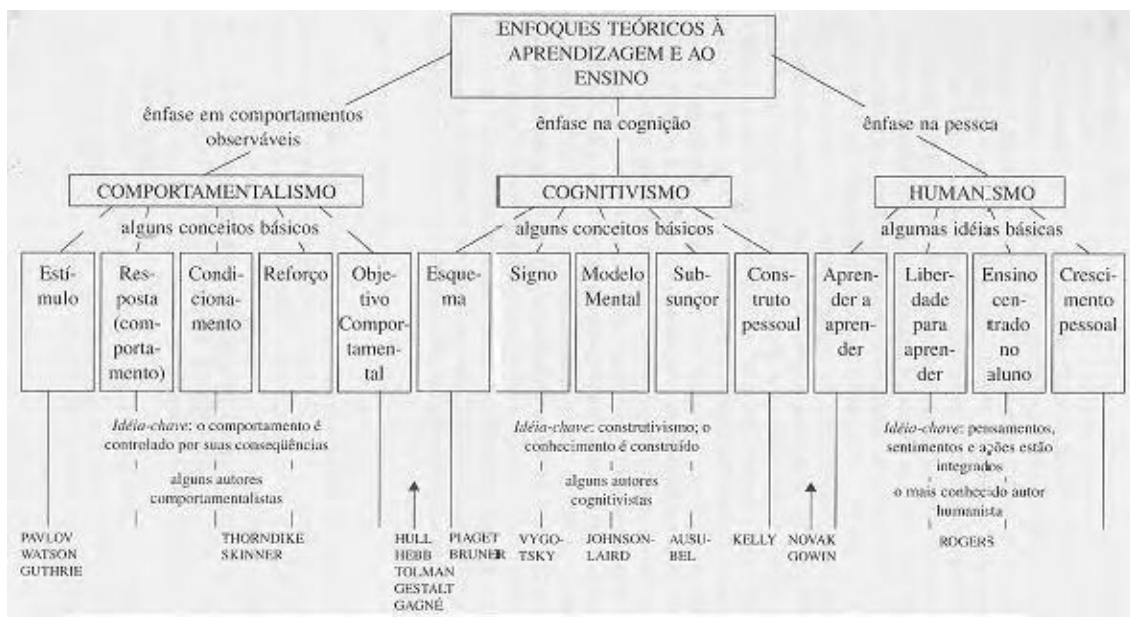 ENFOQUES TEÓRICOS À
APRENDIZAGEM E AO
ENSINO
ênfase em comportamentos
observáveis
ênfase na cognição
ênfase na pessoa
COMPORTAMENTALISMO
COGNITIVISMO
HUMANISMO
alguns conceitos básicos
alguns conceitos básicos
algumas idéias básicas
Estí-
mulo
Res-
posta
(com-
porta-
mento)
Condi-
ciona-
mento
Reforço
Obje-
tivo
Compor-
tamen-
tal
Esque-
ma
Signo
Modelo
Mental
Sub-
sunçor
Cons-
truto
pessoal
Apren-
der a
apren-
der
Liber-
dade
para
apren-
der
Ensino
cen-
trado
no
aluno
Cresci-
mento
pessoal
Idéia-chave: o comportamento é
controlado por suas conseqüências
alguns autores
comportamentalistas
Idéia-chave: construtivismo; o
conhecimento é construído
alguns autores
cognitivistas
Idéia-chave: pensamentos,
sentimentos e ações estão
integrados
o mais conhecido autor
humanista
PAVLOV
WATSON
GUTHRIE
THORNDIKE
SKINNER
HULL
HEBB
TOLMAN
GESTALT
GAGNÉ
PIAGET
BRUNER
VYGO-
TSKY
JOHNSON-
LAIRD
AUSU-
BEL
KELLY
NOVAK
GOWIN
ROGERS